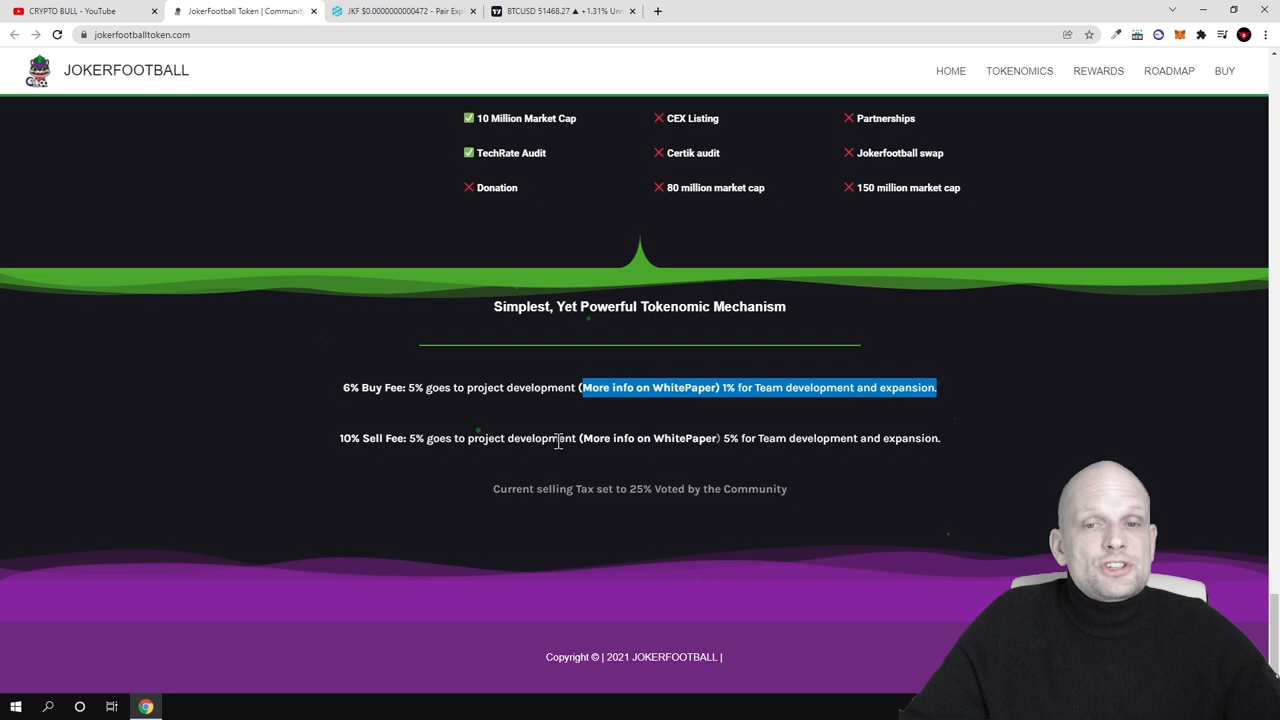 CRYPTO BULL - YouTube
JokerFootball Token | Communit
JKF $0.0000000000472 - Pair Exp
BTCUSD 51468.27 ▲ +1.31% Un
jokerfootballtoken.com
JOKERFOOTBALL
HOME TOKENOMICS REWARDS ROADMAP BUY
10 Million Market Cap CEX Listing Partnerships
TechRate Audit Certik audit Jokerfootball swap
Donation 80 million market cap 150 million market cap
Simplest, Yet Powerful Tokenomic Mechanism
6% Buy Fee: 5% goes to project development (More info on WhitePaper) 1% for Team development and expansion.
10% Sell Fee: 5% goes to project development (More info on WhitePaper) 5% for Team development and expansion.
Current selling Tax set to 25% Voted by the Community
Copyright © | 2021 JOKERFOOTBALL |